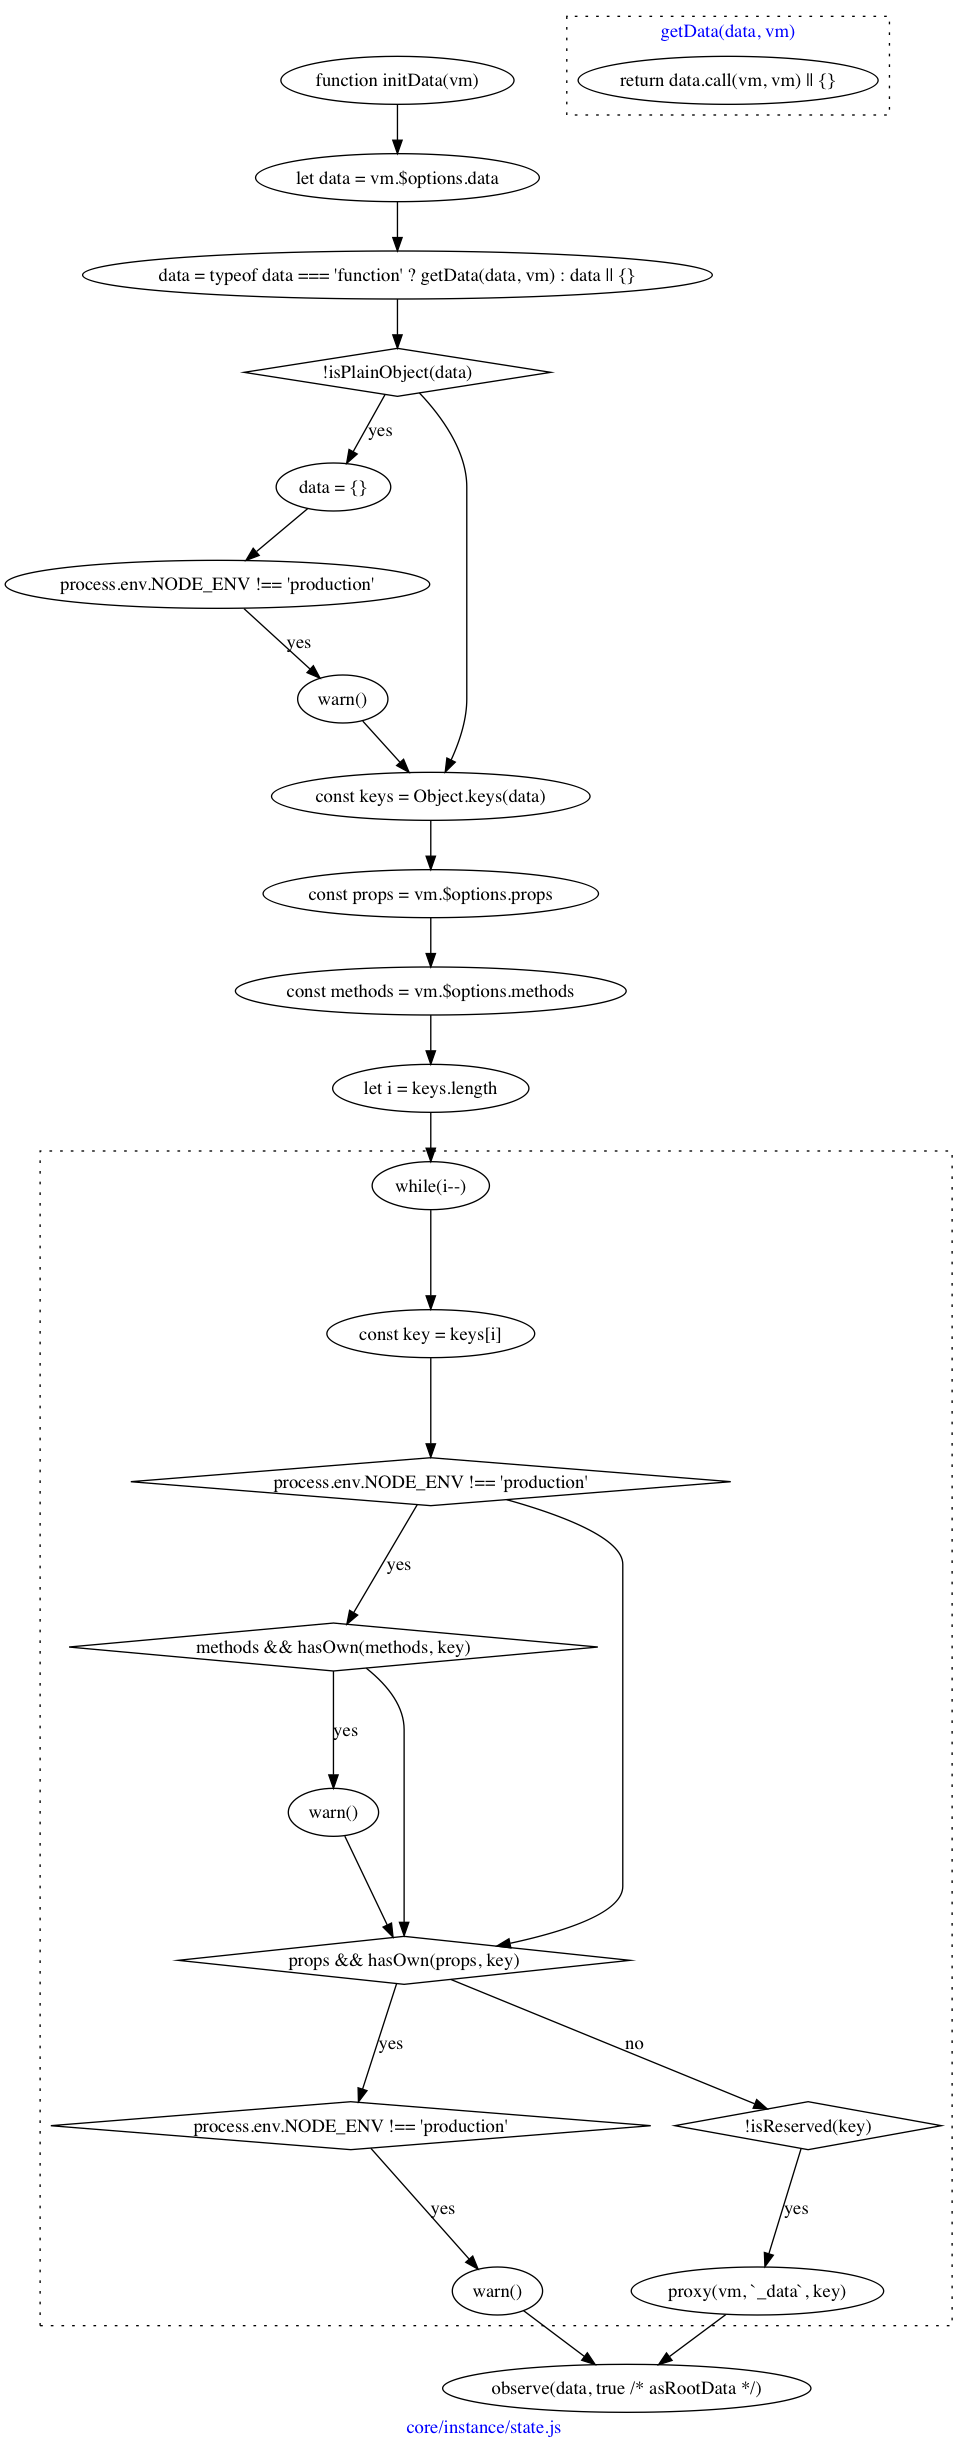 getData(data, vm)
function initData(vm)
return data.call(vm, vm) || {}
let data = vm.$options.data
data = typeof data === 'function' ? getData(data, vm) : data || {}
!isPlainObject(data)
yes
data = {}
process.env.NODE_ENV !== 'production'
yes
warn()
const keys = Object.keys(data)
const props = vm.$options.props
const methods = vm.$options.methods
let i = keys.length
while(i--)
const key = keys[i]
process.env.NODE_ENV !== 'production'
yes
methods && hasOwn(methods, key)
yes
warn()
props && hasOwn(props, key)
yes
no
process.env.NODE_ENV !== 'production'
!isReserved(key)
yes
yes
warn()
proxy(vm, `_data`, key)
observe(data, true /* asRootData */)
core/instance/state.js